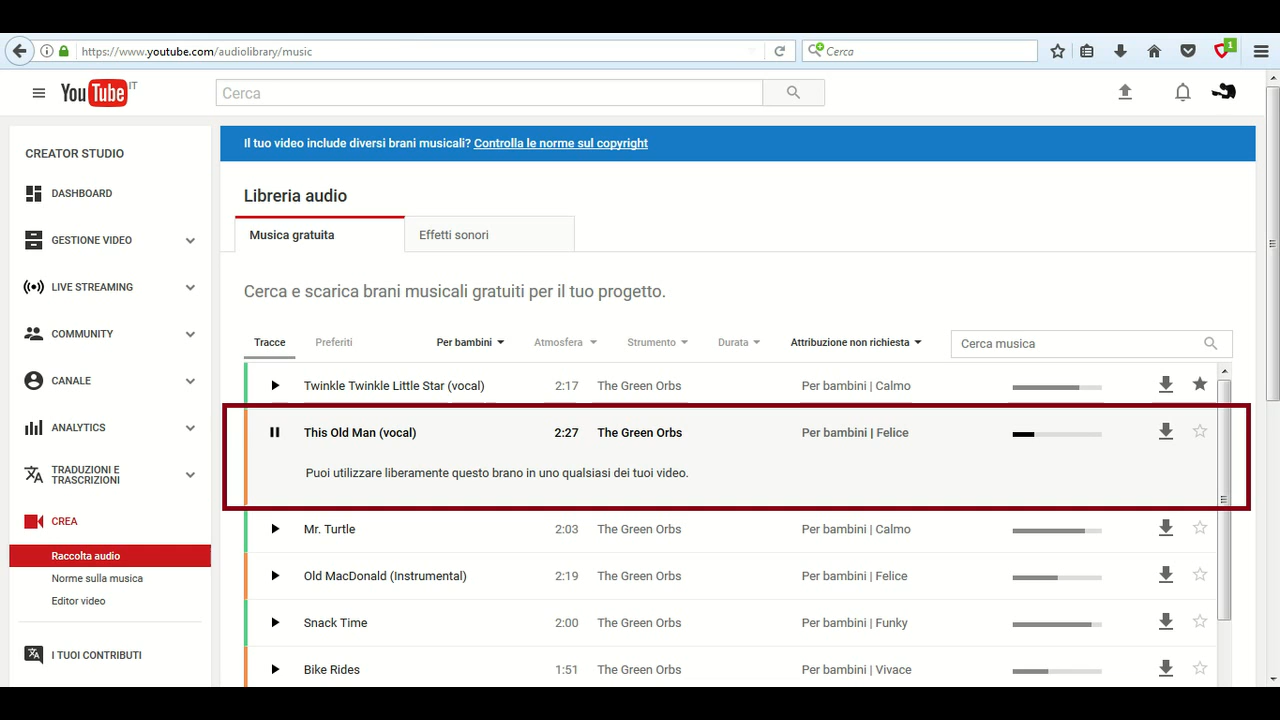 https://www.youtube.com/audiolibrary/music
Cerca
1
YouTube IT
Cerca
CREATOR STUDIO
DASHBOARD
GESTIONE VIDEO
LIVE STREAMING
COMMUNITY
CANALE
ANALYTICS
TRADUZIONI E
TRASCRIZIONI
CREA
Raccolta audio
Norme sulla musica
Editor video
I TUOI CONTRIBUTI
Il tuo video include diversi brani musicali? Controlla le norme sul copyright
Libreria audio
Musica gratuita Effetti sonori
Cerca e scarica brani musicali gratuiti per il tuo progetto.
Tracce Preferiti Per bambini Atmosfera Strumento Durata Attribuzione non richiesta Cerca musica
Twinkle Twinkle Little Star (vocal) 2:17 The Green Orbs Per bambini | Calmo
This Old Man (vocal) 2:27 The Green Orbs Per bambini | Felice
Puoi utilizzare liberamente questo brano in uno qualsiasi dei tuoi video.
Mr. Turtle 2:03 The Green Orbs Per bambini | Calmo
Old MacDonald (Instrumental) 2:19 The Green Orbs Per bambini | Felice
Snack Time 2:00 The Green Orbs Per bambini | Funky
Bike Rides 1:51 The Green Orbs Per bambini | Vivace